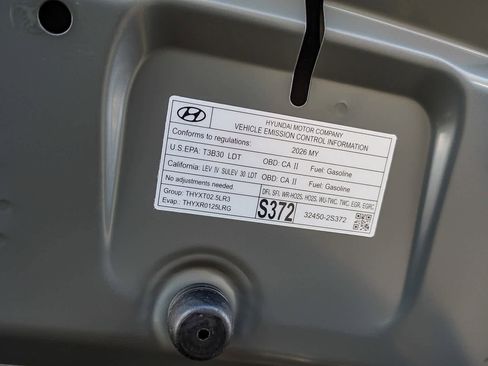 HYUNDAI MOTOR COMPANY
VEHICLE EMISSION CONTROL INFORMATION
Conforms to regulations: 2026 MY
U.S.EPA: T3B30 LDT OBD: CA II Fuel: Gasoline
California: LEV IV SULEV 30 LDT OBD: CA II Fuel: Gasoline
No adjustments needed. DFI, SFI, WR-HO2S, HO2S, WU-TWC, TWC, EGR, EGRC
Group: THYXT02.5LR3
Evap.: THYXR0125LRG
S372 32450-2S372